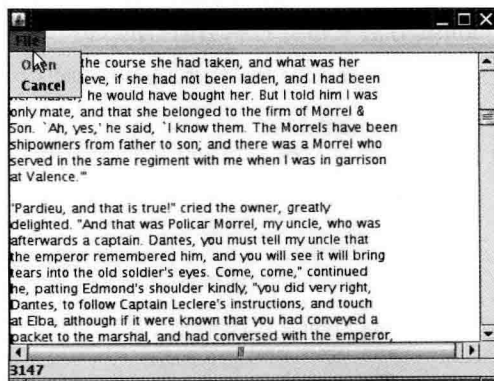 File
Open
Cancel
the course she had taken, and what was her
ieve, if she had not been laden, and I had been
her master, he would have bought her. But I told him I was
only mate, and that she belonged to the firm of Morrel &
Son. `Ah, yes,' he said, `I know them. The Morrels have been
shipowners from father to son; and there was a Morrel who
served in the same regiment with me when I was in garrison
at Valence.'"
"Pardieu, and that is true!" cried the owner, greatly
delighted. "And that was Policar Morrel, my uncle, who was
afterwards a captain. Dantes, you must tell my uncle that
the emperor remembered him, and you will see it will bring
tears into the old soldier's eyes. Come, come," continued
he, patting Edmond's shoulder kindly, "you did very right,
Dantes, to follow Captain Leclere's instructions, and touch
at Elba, although if it were known that you had conveyed a
packet to the marshal, and had conversed with the emperor,
3147